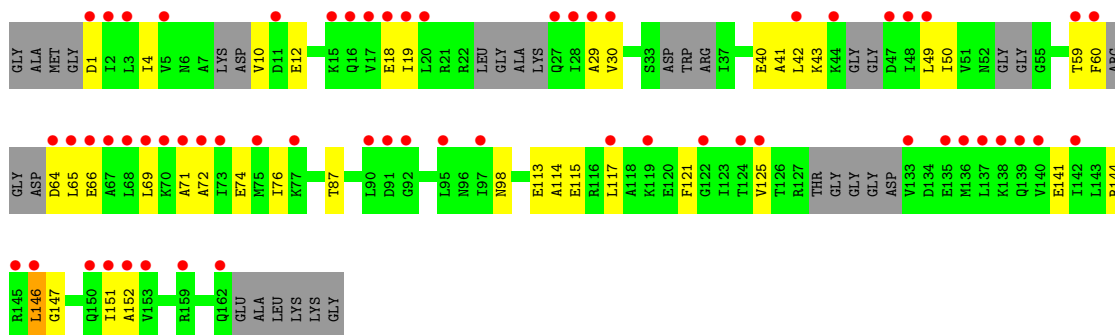 GLY ALA MET GLY D1 I2 L3 I4 V5 N6 A7 LYS ASP V10 D11 E12 K15 Q16 V17 E18 I19 L20 R21 R22 LEU GLY ALA LYS Q27 I28 A29 V30 S33 ASP TRP ARG I37 E40 A41 L42 K43 K44 GLY GLY D47 I48 L49 I50 V51 N52 GLY GLY G55 T59 F60 ARG
GLY ASP D64 L65 E66 A67 L68 L69 K70 A71 A72 I73 E74 M75 I76 K77 T87 L90 D91 G92 L95 N96 I97 N98 E113 A114 E115 R116 L117 A118 K119 E120 F121 G122 I123 T124 V125 T126 R127 THR GLY GLY GLY ASP V133 D134 E135 M136 L137 K138 Q139 V140 E141 T142 L143 R144
R145 L146 G147 Q150 I151 A152 V153 R159 Q162 GLU ALA LEU LYS LYS GLY